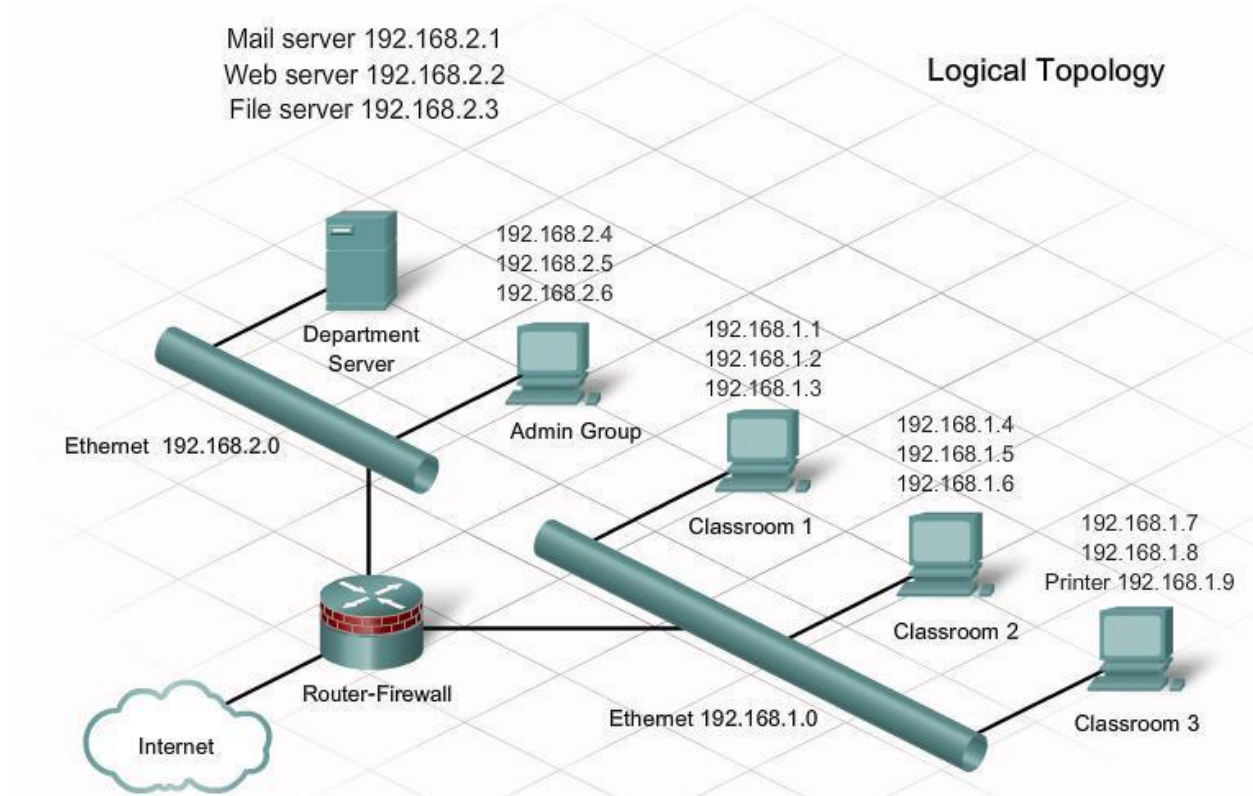 Mail server 192.168.2.1
Web server 192.168.2.2
File server 192.168.2.3
Logical Topology
192.168.2.4
192.168.2.5
192.168.2.6
Department
Server
192.168.1.1
192.168.1.2
192.168.1.3
Admin Group
Ethernet 192.168.2.0
192.168.1.4
192.168.1.5
192.168.1.6
Classroom 1
192.168.1.7
192.168.1.8
Printer 192.168.1.9
Classroom 2
Router-Firewall
Ethernet 192.168.1.0
Classroom 3
Internet